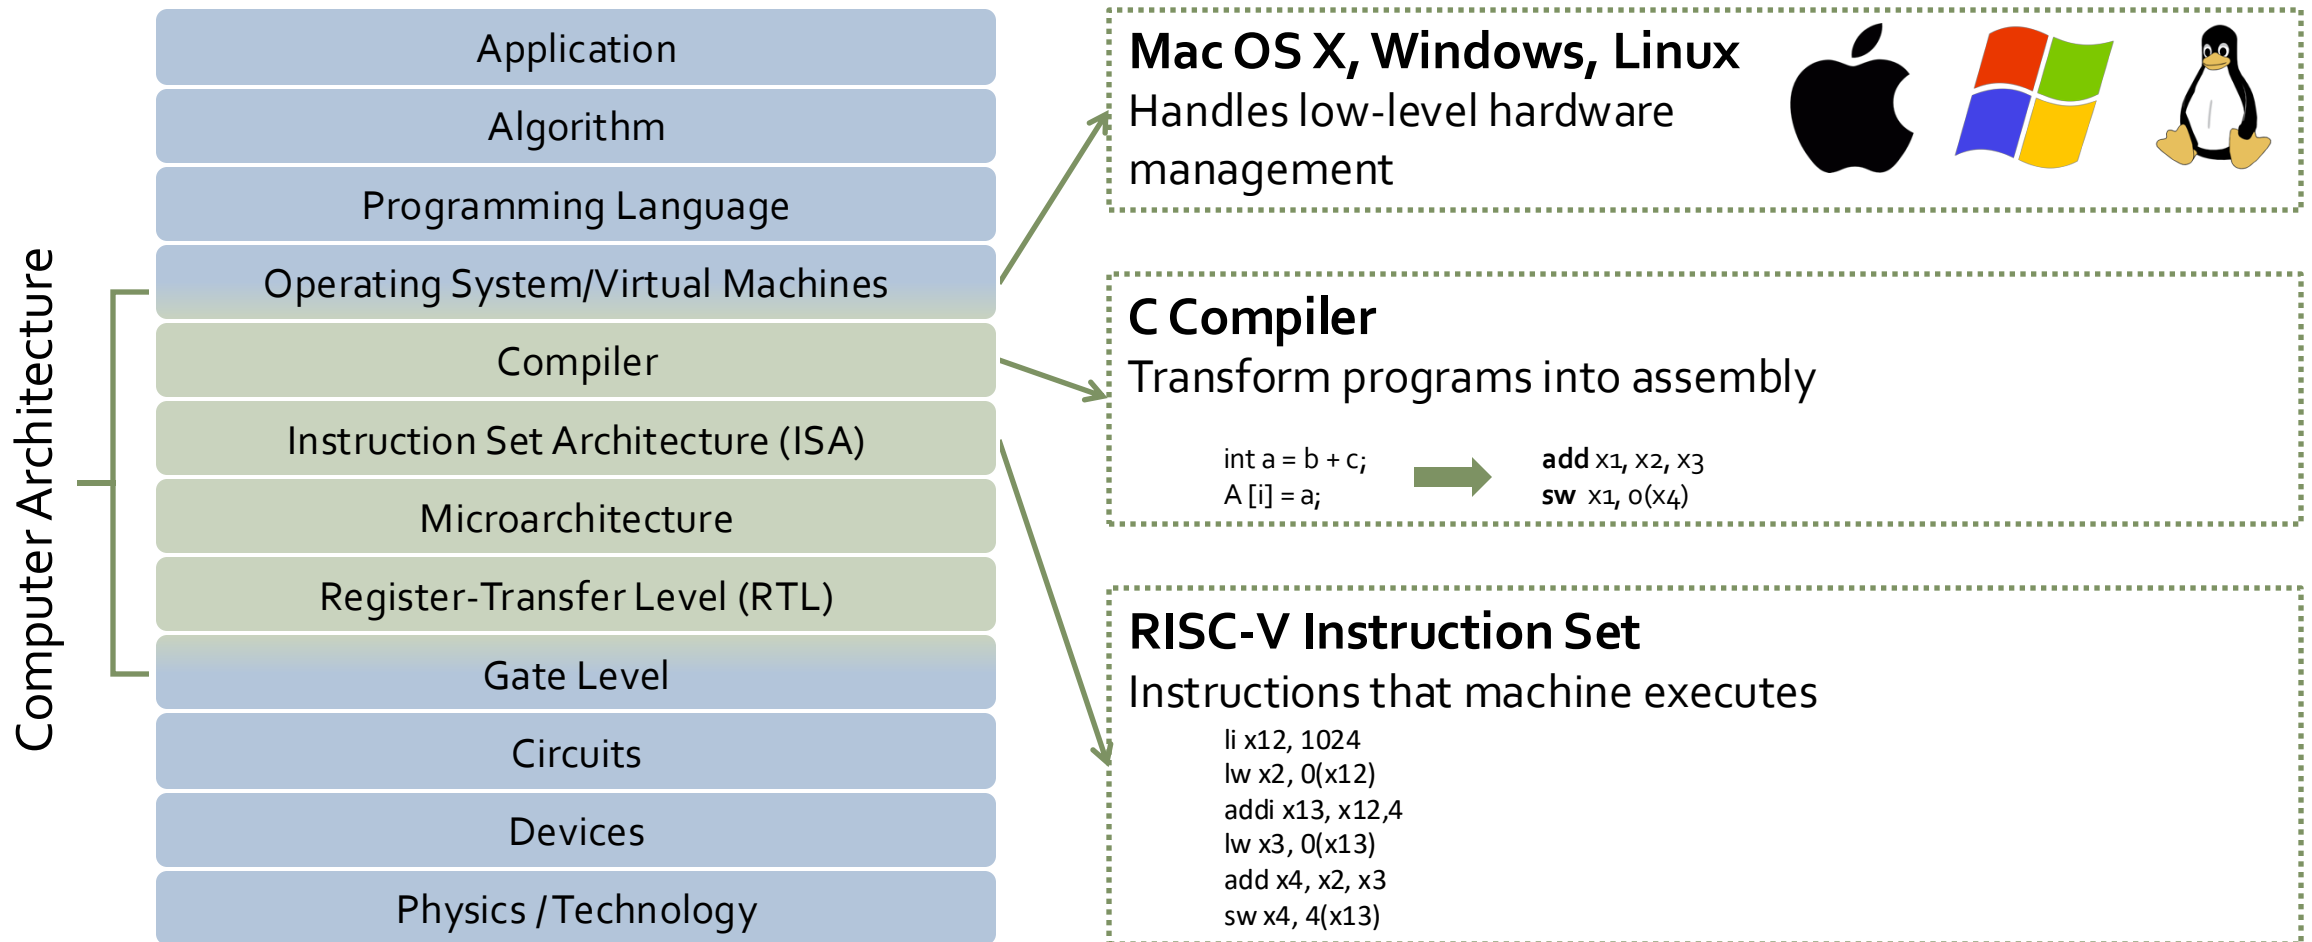 Computer Architecture
Application
Algorithm
Programming Language
Operating System/Virtual Machines
Compiler
Instruction Set Architecture (ISA)
Microarchitecture
Register-Transfer Level (RTL)
Gate Level
Circuits
Devices
Physics / Technology
Mac OS X, Windows, Linux
Handles low-level hardware
management
C Compiler
Transform programs into assembly
int a = b + c;
A [i] = a;
add x1, x2, x3
sw x1, 0(x4)
RISC-V Instruction Set
Instructions that machine executes
li x12, 1024
lw x2, 0(x12)
addi x13, x12,4
lw x3, 0(x13)
add x4, x2, x3
sw x4, 4(x13)